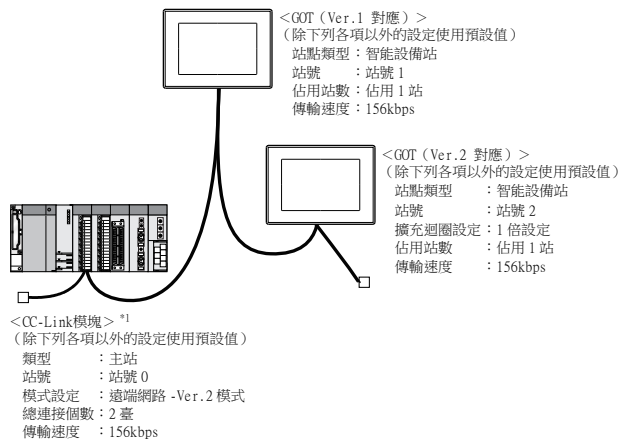 ＜GOT（Ver.1 對應）＞
（除下列各項以外的設定使用預設值）
站點類型：智能設備站
站號　　：站號 1
佔用站數：佔用 1 站
傳輸速度：156kbps
＜GOT（Ver.2 對應）＞
（除下列各項以外的設定使用預設值）
站點類型　　：智能設備站
站號　　　　：站號 2
擴充迴圈設定：1 倍設定
佔用站數　　：佔用 1 站
傳輸速度　　：156kbps
＜CC-Link模塊＞ *1
（除下列各項以外的設定使用預設值）
類型　　　：主站
站號　　　：站號 0
模式設定　：遠端網路 -Ver.2 模式
總連接個數：2 臺
傳輸速度　：156kbps